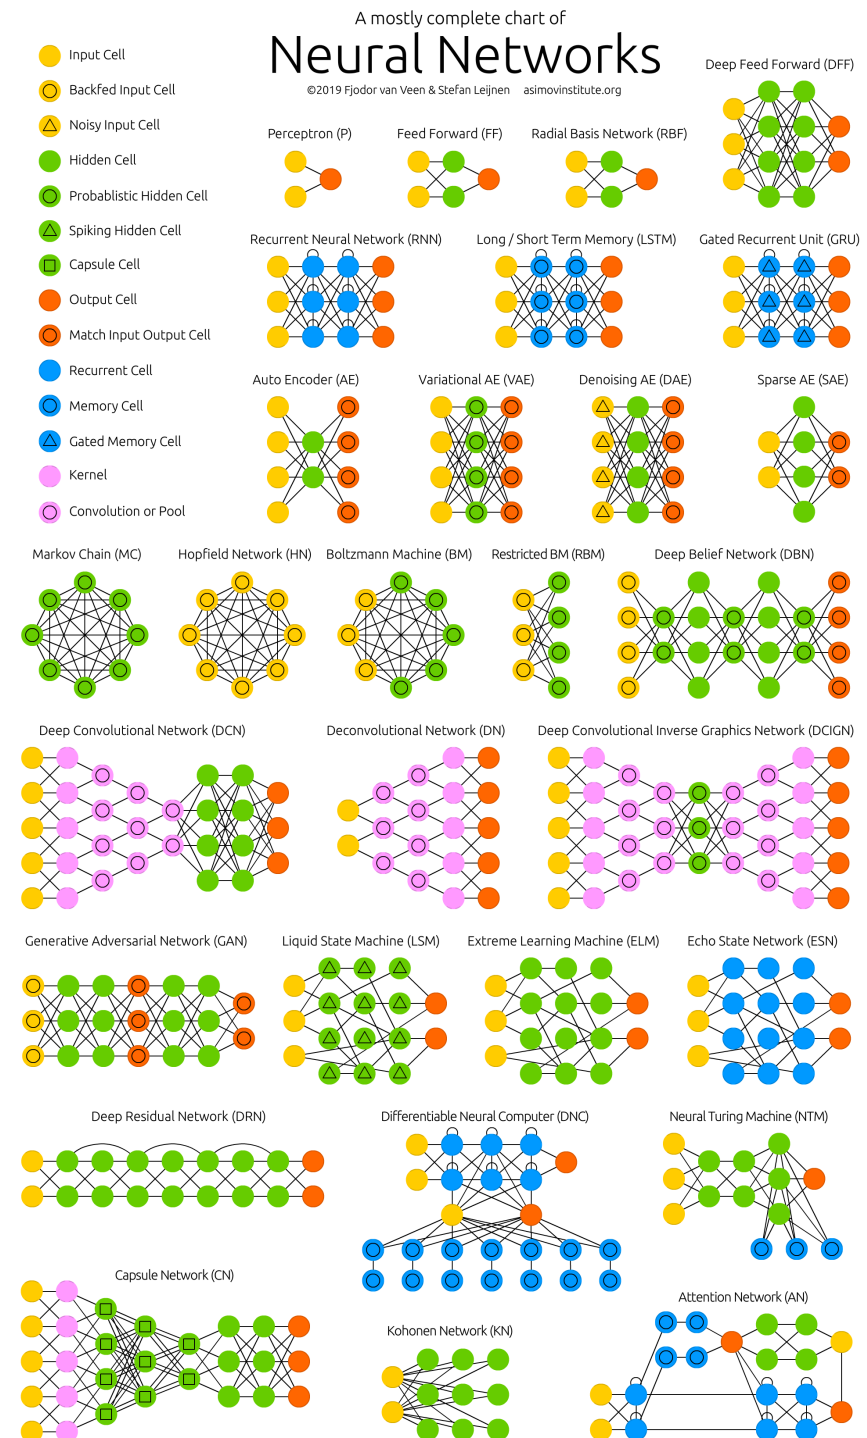 A mostly complete chart of
Neural Networks
©2019 Fjodor van Veen & Stefan Leijnen asimovinstitute.org
Input Cell
Backfed Input Cell
Noisy Input Cell
Hidden Cell
Probablistic Hidden Cell
Spiking Hidden Cell
Capsule Cell
Output Cell
Match Input Output Cell
Recurrent Cell
Memory Cell
Gated Memory Cell
Kernel
Convolution or Pool
Deep Feed Forward (DFF)
Perceptron (P)
Feed Forward (FF)
Radial Basis Network (RBF)
Recurrent Neural Network (RNN)
Long / Short Term Memory (LSTM)
Gated Recurrent Unit (GRU)
Auto Encoder (AE)
Variational AE (VAE)
Denoising AE (DAE)
Sparse AE (SAE)
Markov Chain (MC)
Hopfield Network (HN)
Boltzmann Machine (BM)
Restricted BM (RBM)
Deep Belief Network (DBN)
Deep Convolutional Network (DCN)
Deconvolutional Network (DN)
Deep Convolutional Inverse Graphics Network (DCIGN)
Generative Adversarial Network (GAN)
Liquid State Machine (LSM)
Extreme Learning Machine (ELM)
Echo State Network (ESN)
Deep Residual Network (DRN)
Differentiable Neural Computer (DNC)
Neural Turing Machine (NTM)
Capsule Network (CN)
Kohonen Network (KN)
Attention Network (AN)